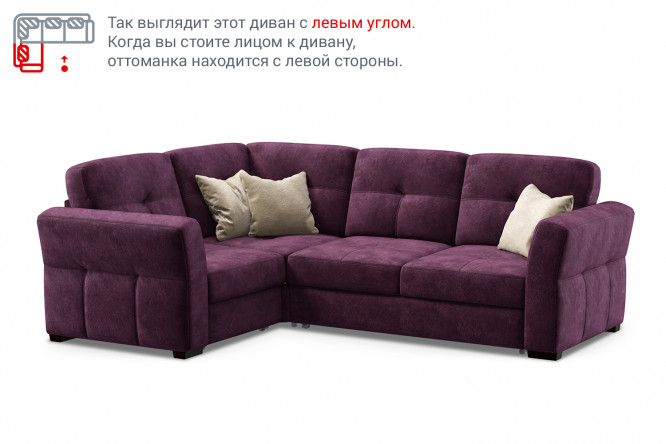 Так выглядит этот диван с левым углом.
Когда вы стоите лицом к дивану,
оттоманка находится с левой стороны.